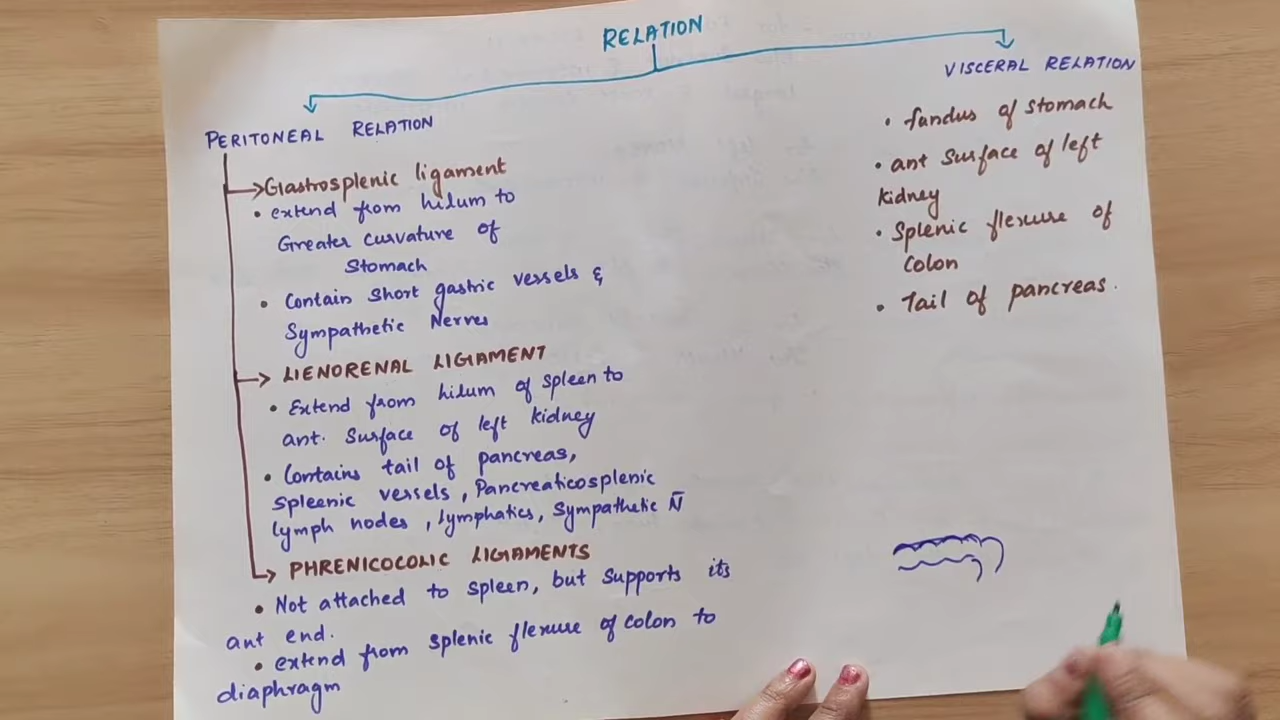 RELATION
PERITONEAL RELATION
Glastrosplenic ligament
• extend from hilum to
Greater curvature of
Stomach
• Contain Short gastric vessels &
Sympathetic Nerves
LIENORENAL LIGAMENT
• Extend from hilum of spleen to
ant. Surface of left kidney
• Contains tail of pancreas,
Spleenic vessels, Pancreaticosplenic
lymph nodes, lymphatics, Sympathetic N̄
PHRENICOCOLIC LIGAMENTS
• Not attached to spleen, but supports its
ant end.
• extend from splenic flexure of colon to
diaphragm
VISCERAL RELATION
• fundus of stomach
• ant surface of left
kidney
• Splenic flexure of
Colon
• Tail of pancreas.